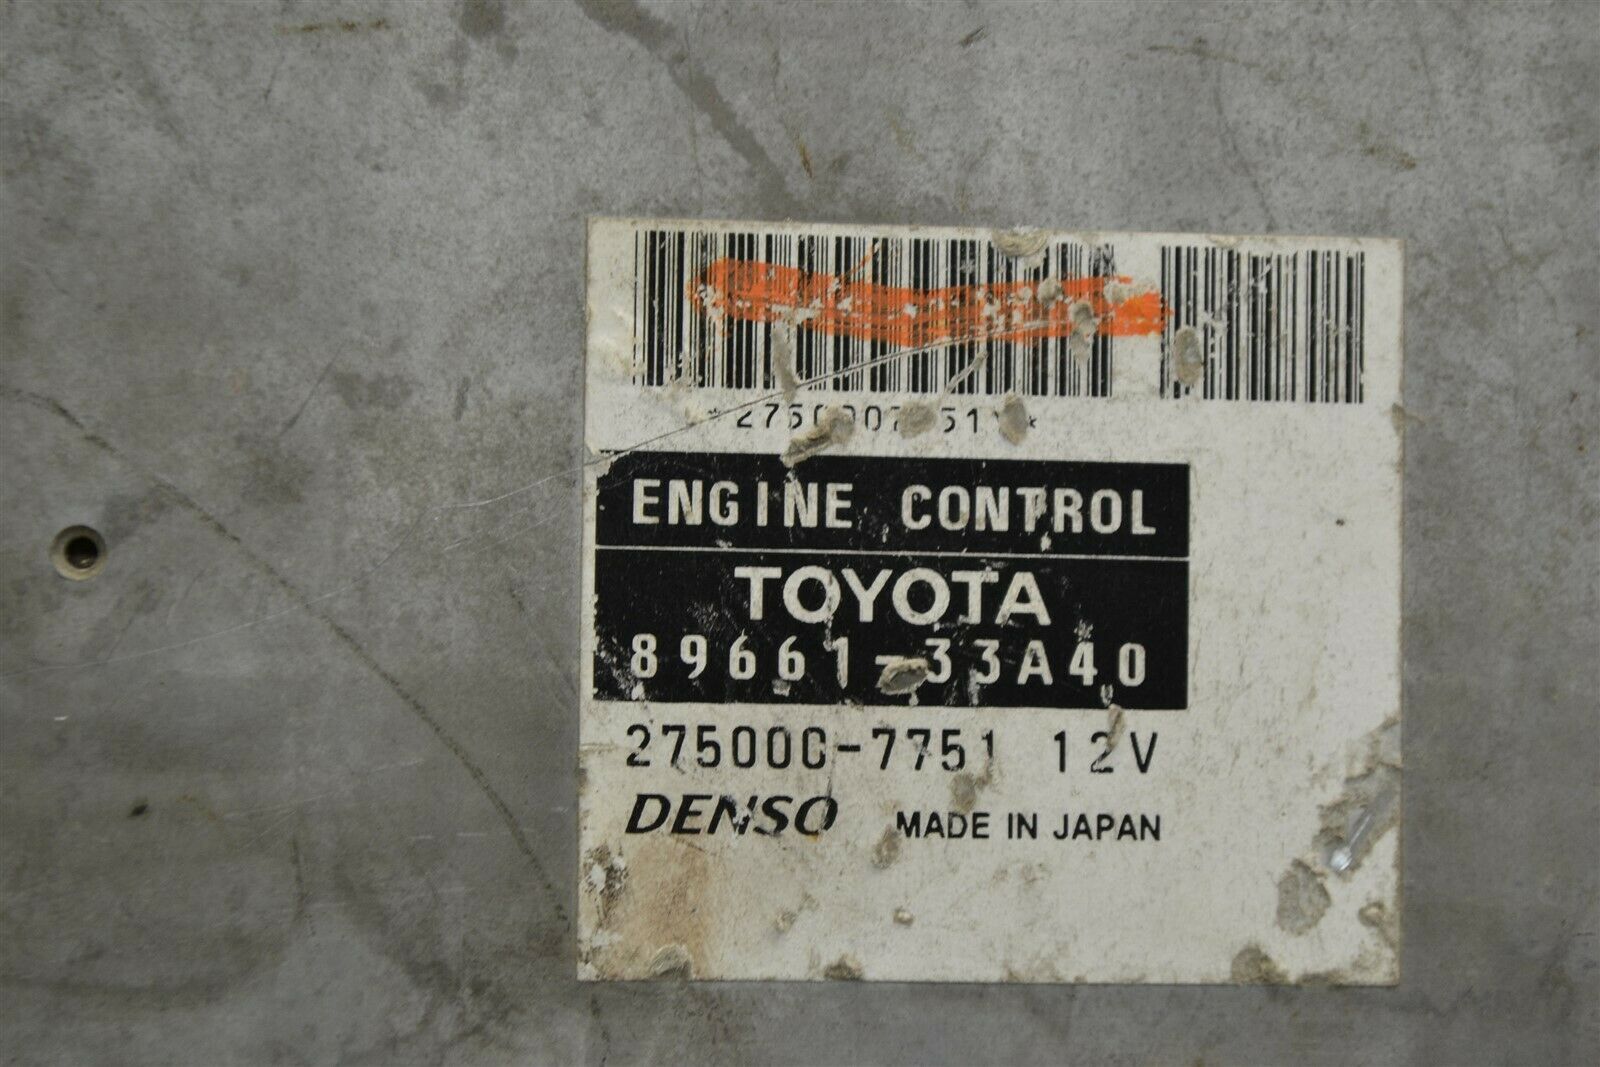 ENGINE CONTROL
TOYOTA
89661-33A40
275000-7751 12V
DENSO MADE IN JAPAN